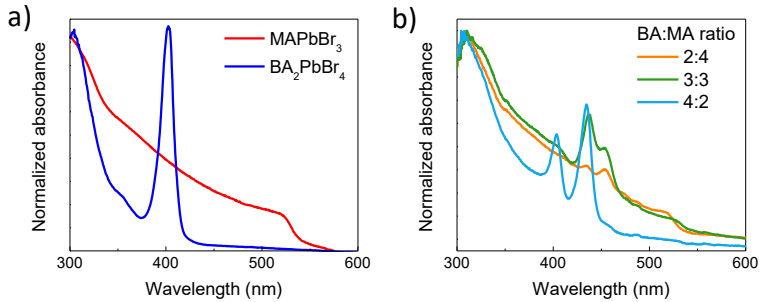 a)
MAPbBr₃
BA₂PbBr₄
Normalized absorbance
300 400 500 600
Wavelength (nm)
b)
BA:MA ratio
2:4
3:3
4:2
Normalized absorbance
300 400 500 600
Wavelength (nm)